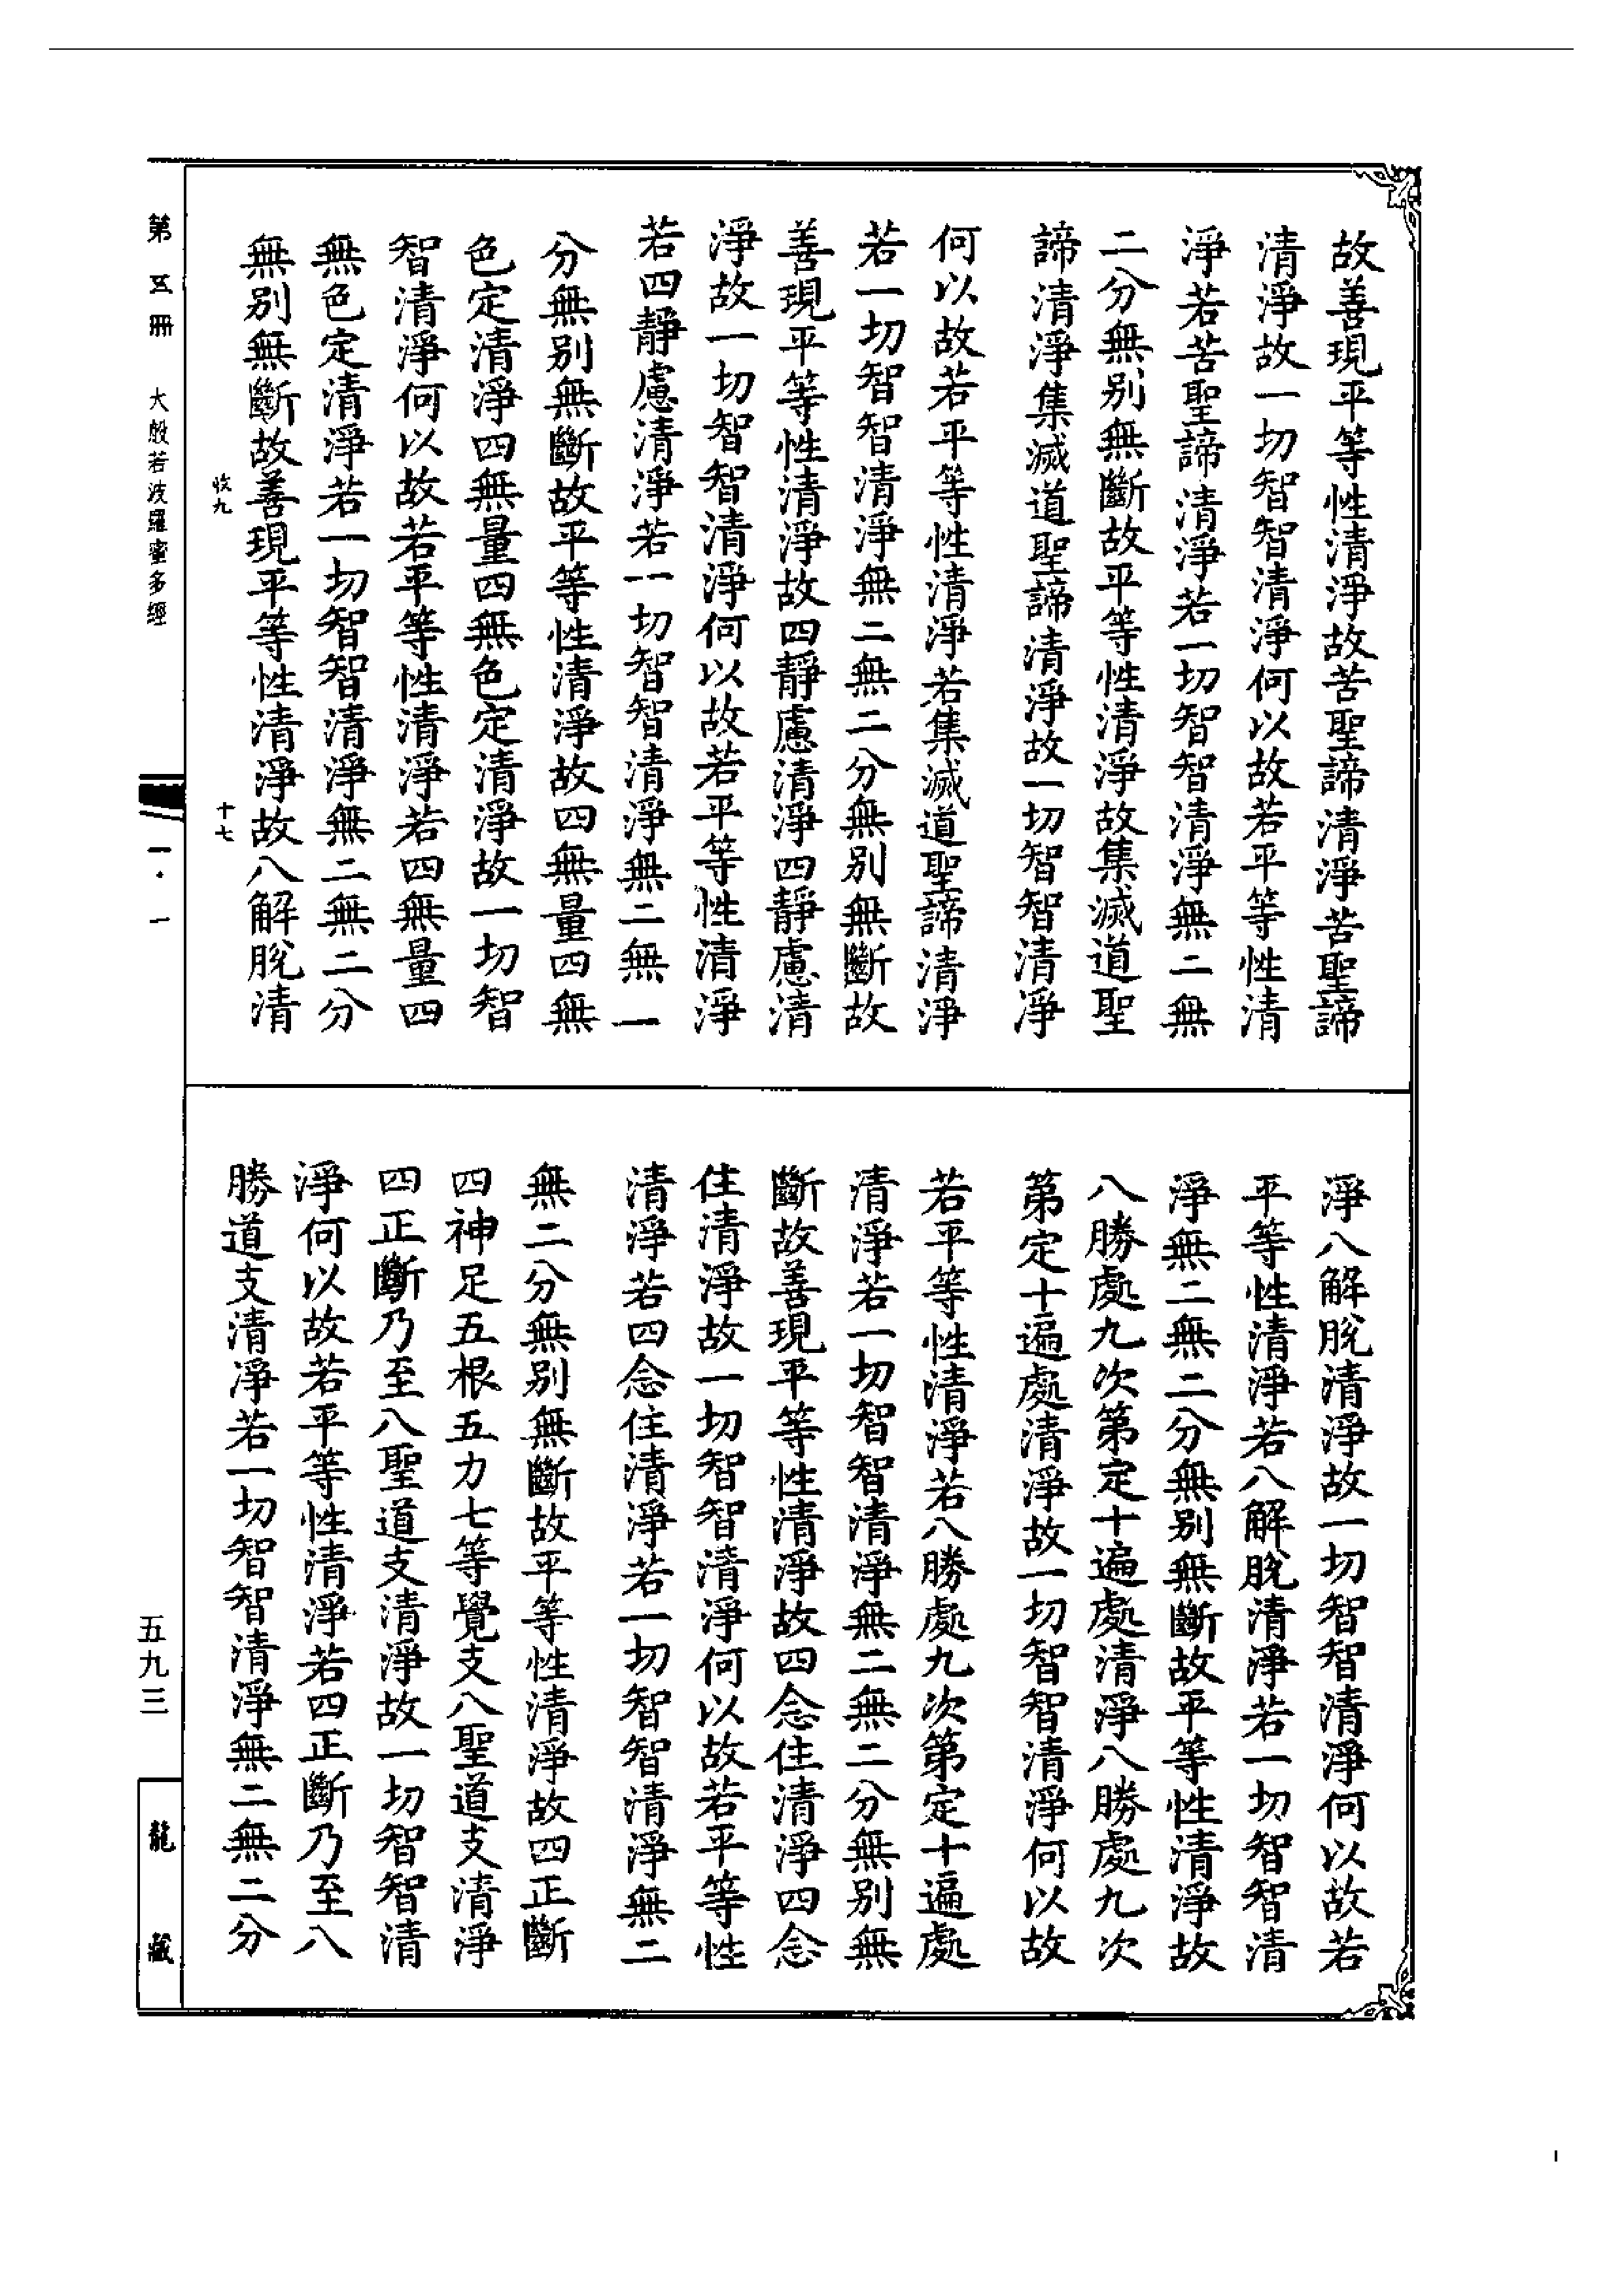 故善現平等性清淨故苦聖諦清淨苦聖諦
清淨故一切智智清淨何以故若平等性清
淨若苦聖諦清淨若一切智智清淨無二無
二分無別無斷故平等性清淨故集滅道聖
諦清淨集滅道聖諦清淨故一切智智清淨
何以故若平等性清淨若集滅道聖諦清淨
若一切智智清淨無二無二分無別無斷故
善現平等性清淨故四靜慮清淨四靜慮清
淨故一切智智清淨何以故若平等性清淨
若四靜慮清淨若一切智智清淨無二無一
分無別無斷故平等性清淨故四無量四無
色定清淨四無量四無色定清淨故一切智
智清淨何以故若平等性清淨若四無量四
無色定清淨若一切智智清淨無二無二分
無別無斷故善現平等性清淨故八解脫清
淨八解脫清淨故一切智智清淨何以故若
平等性清淨若八解脫清淨若一切智智清
淨無二無二分無別無斷故平等性清淨故
八勝處九次第定十遍處清淨八勝處九次
第定十遍處清淨故一切智智清淨何以故
若平等性清淨若八勝處九次第定十遍處
清淨若一切智智清淨無二無二分無別無
斷故善現平等性清淨故四念住清淨四念
住清淨故一切智智清淨何以故若平等性
清淨若四念住清淨若一切智智清淨無二
無二分無別無斷故平等性清淨故四正斷
四神足五根五力七等覺支八聖道支清淨
四正斷乃至八聖道支清淨故一切智智清
淨何以故若平等性清淨若四正斷乃至八
勝道支清淨若一切智智清淨無二無二分
收九 十七
第五冊 大般若波羅蜜多經 一·一 五九三 龍藏